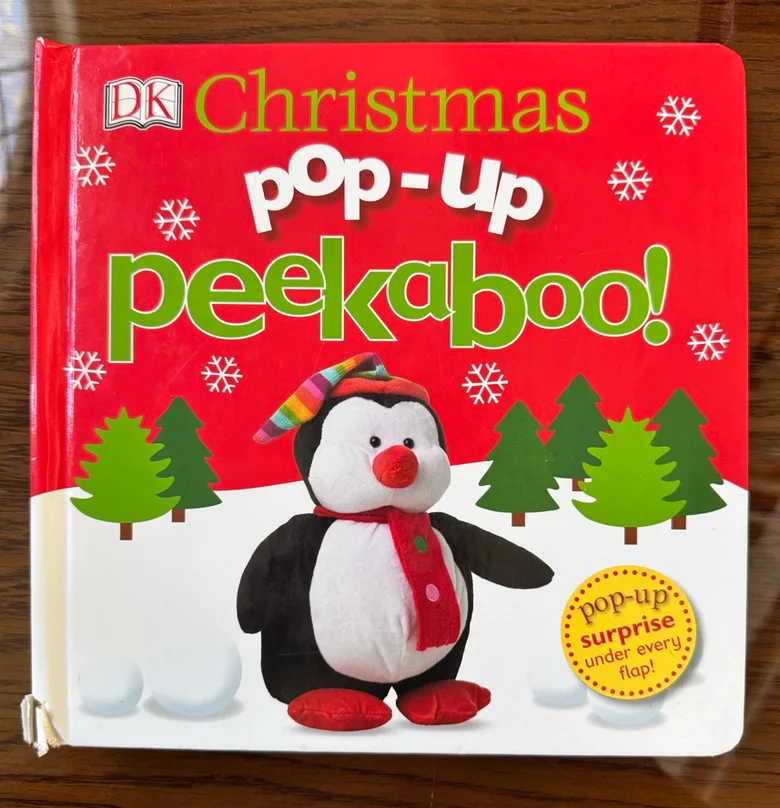 DK Christmas
pop-up
peekaboo!
pop-up
surprise
under every
flap!